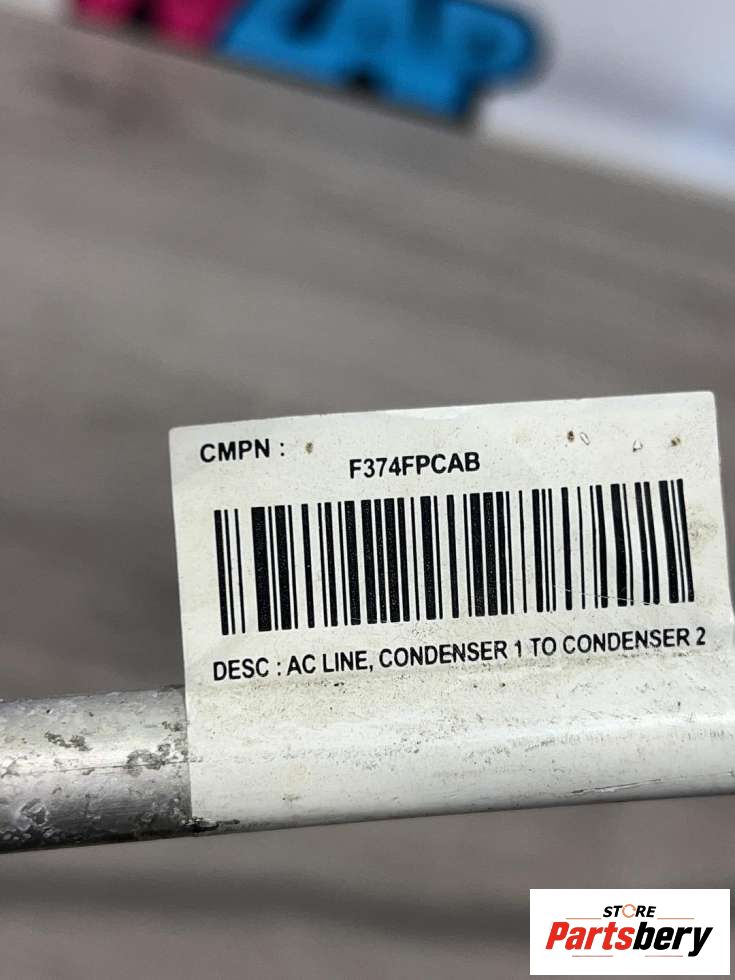 CMPN :
F374FPCAB
DESC : AC LINE, CONDENSER 1 TO CONDENSER 2
STORE
Partsbery